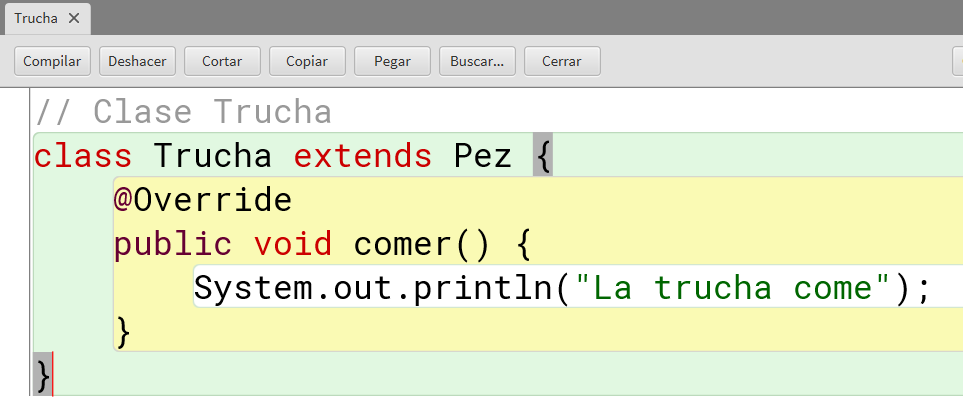 Trucha ×
Compilar Deshacer Cortar Copiar Pegar Buscar... Cerrar
// Clase Trucha
class Trucha extends Pez {
@Override
public void comer() {
System.out.println("La trucha come");
}
}